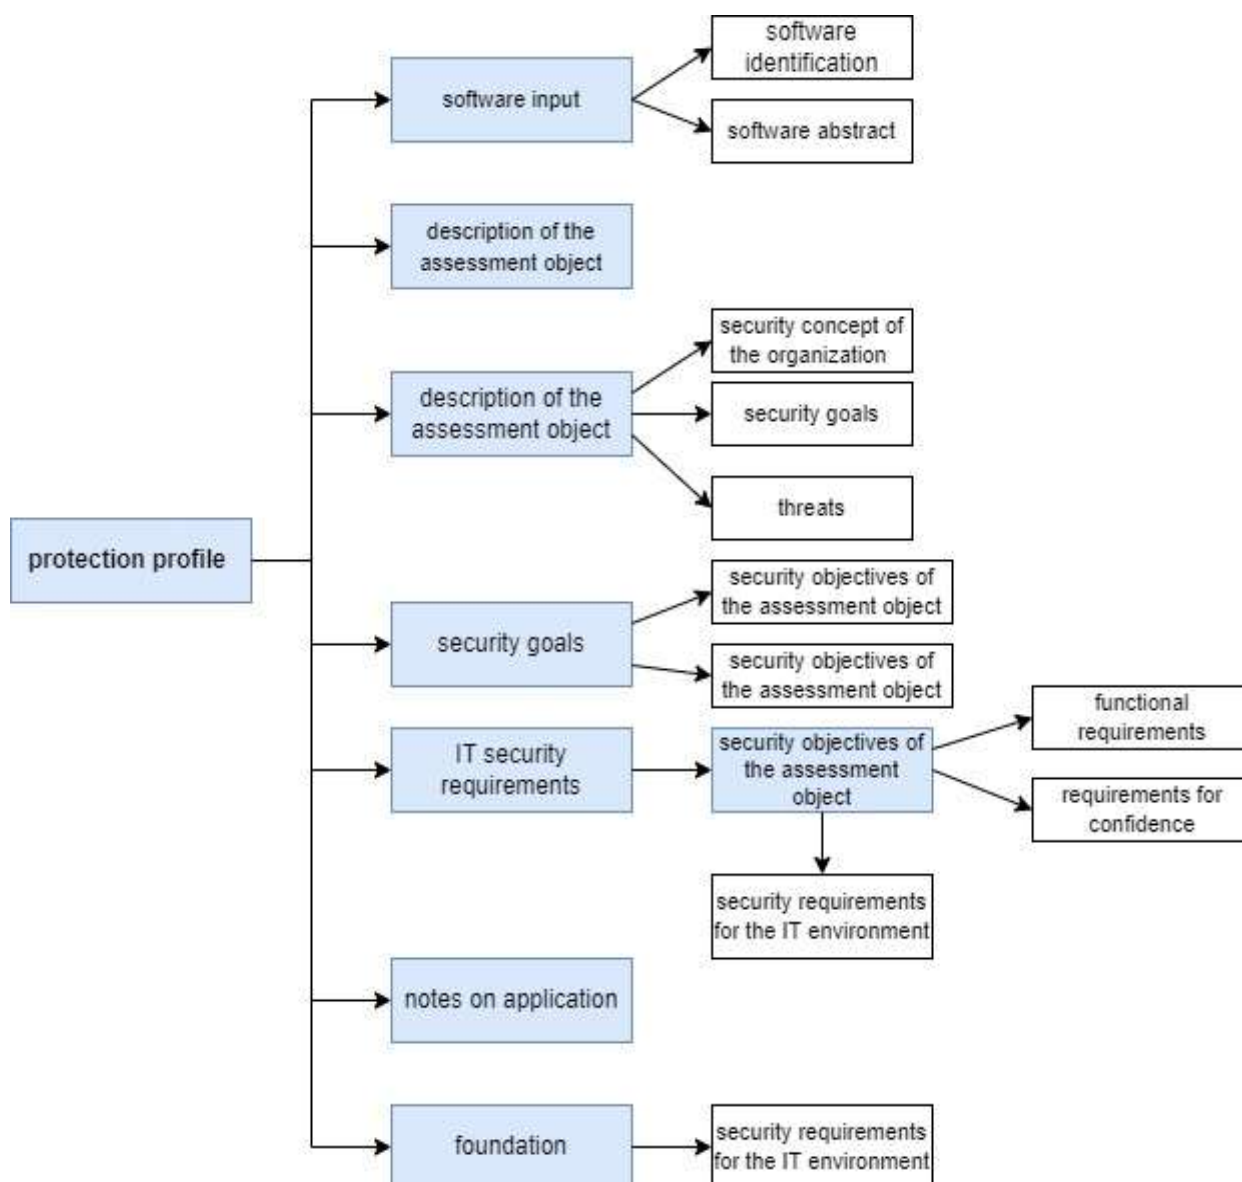 software
identification
software input
software abstract
description of the
assessment object
security concept of
the organization
description of the
assessment object
security goals
threats
protection profile
security objectives of
the assessment object
security goals
security objectives of
the assessment object
IT security
requirements
security objectives of
the assessment
object
functional
requirements
requirements for
confidence
security requirements
for the IT environment
notes on application
foundation
security requirements
for the IT environment